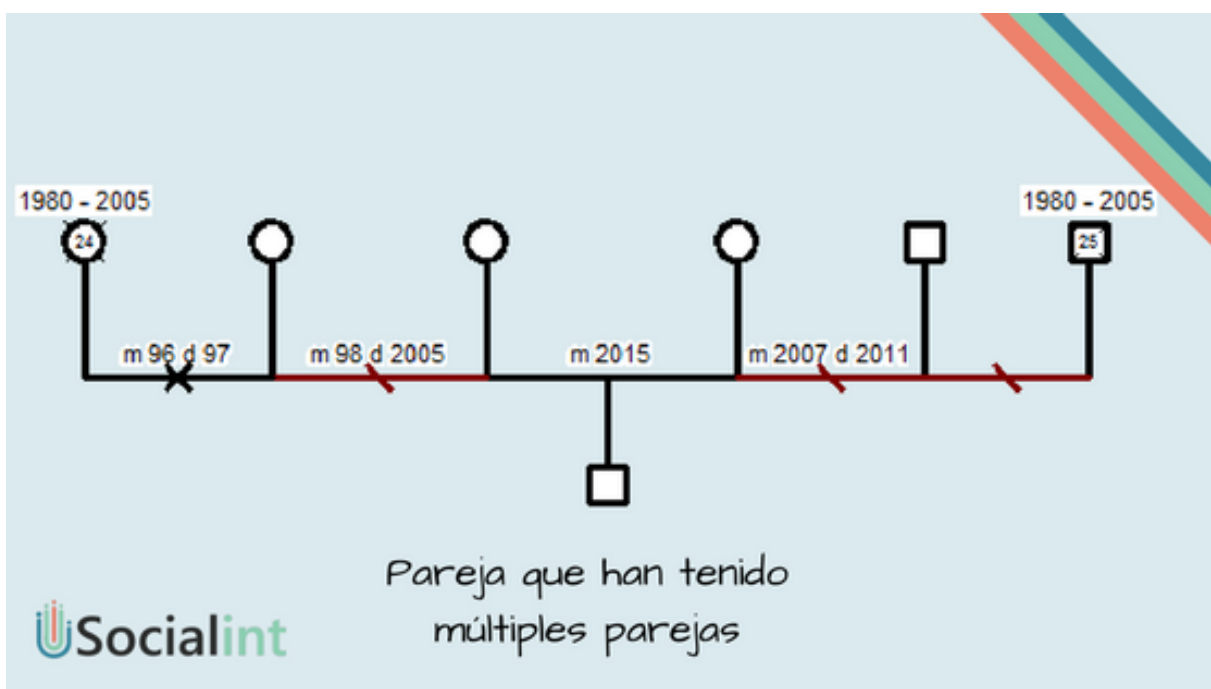 1980 - 2005
1980 - 2005
24
25
m 96 d 97
m 98 d 2005
m 2015
m 2007 d 2011
Pareja que han tenido
múltiples parejas
Socialint